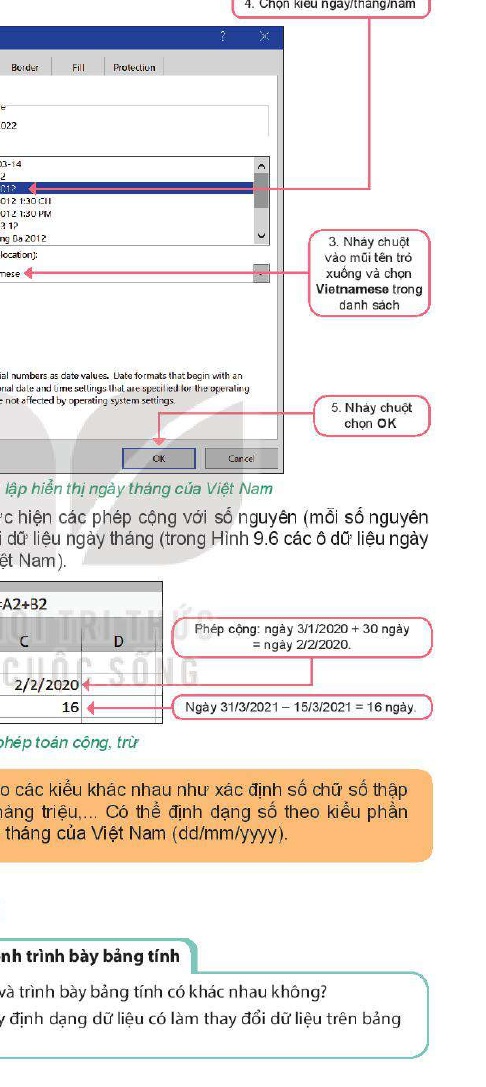 4. Chọn kiểu ngày/tháng/năm
?
Border Fill Protection
e
022
03-14
2
012
012 1:30 CH
012 1:30 PM
3 12
ng Ba 2012
location):
mese
3. Nháy chuột
vào mũi tên trỏ
xuống và chọn
Vietnamese trong
danh sách
ial numbers as date values. Date formats that begin with an
onal date and time settings that are specified for the operating
e not affected by operating system settings.
5. Nháy chuột
chọn OK
OK Cancel
lập hiển thị ngày tháng của Việt Nam
c hiện các phép cộng với số nguyên (mỗi số nguyên
i dữ liệu ngày tháng (trong Hình 9.6 các ô dữ liệu ngày
ệt Nam).
=A2+B2
C D
2/2/2020
16
Phép cộng: ngày 3/1/2020 + 30 ngày
= ngày 2/2/2020.
Ngày 31/3/2021 – 15/3/2021 = 16 ngày.
NỐI TRI THỨC
CUỘC SỐNG
phép toán cộng, trừ
o các kiểu khác nhau như xác định số chữ số thập
hàng triệu,... Có thể định dạng số theo kiểu phần
tháng của Việt Nam (dd/mm/yyyy).
nh trình bày bảng tính
và trình bày bảng tính có khác nhau không?
y định dạng dữ liệu có làm thay đổi dữ liệu trên bảng